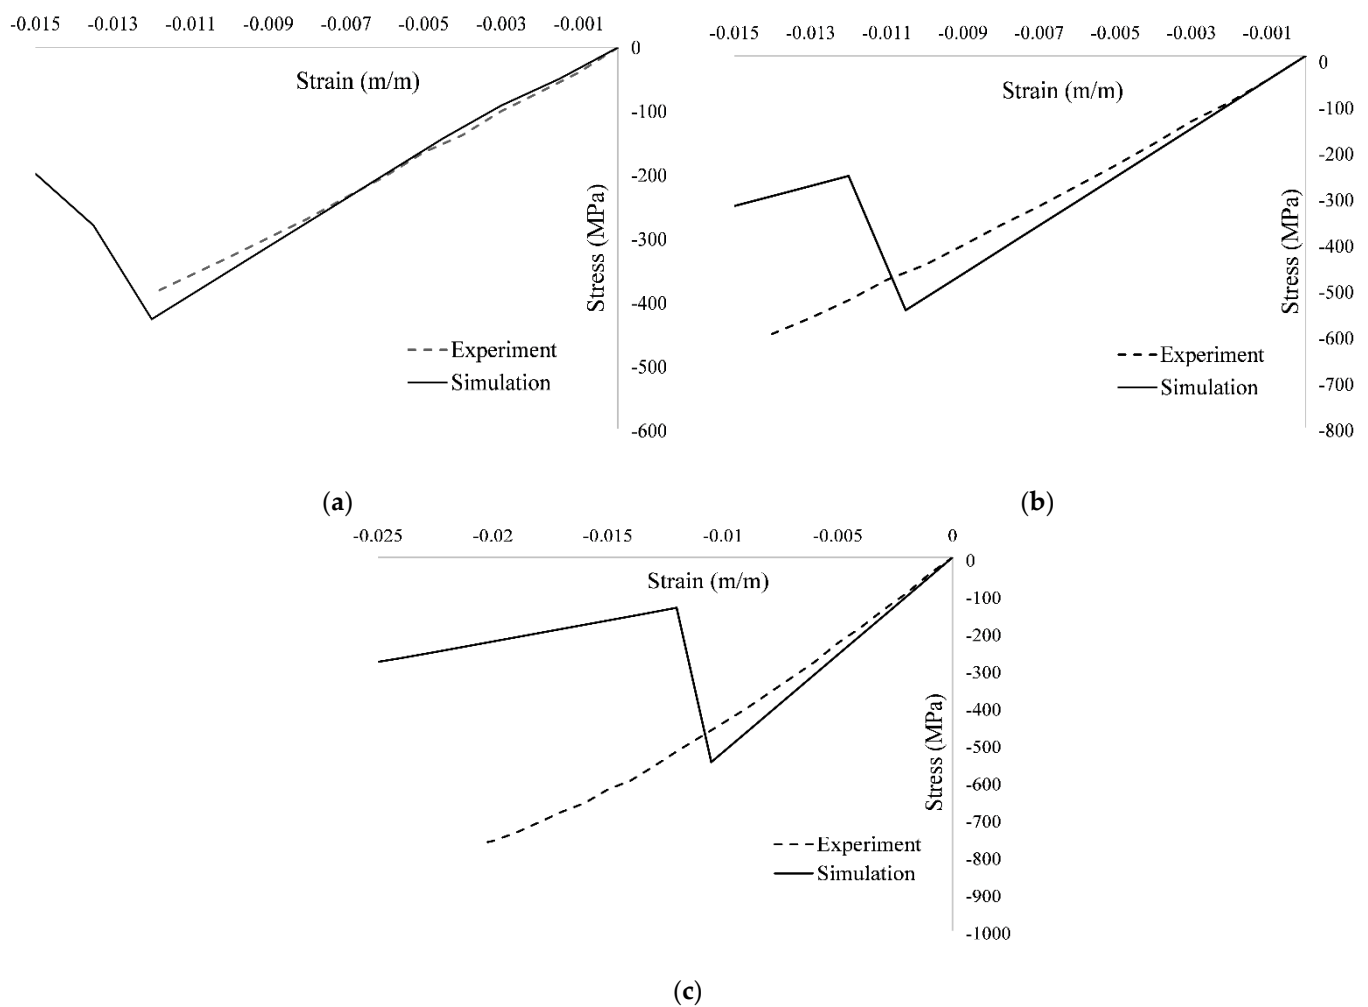 -0.015 -0.013 -0.011 -0.009 -0.007 -0.005 -0.003 -0.001
0
Strain (m/m)
-100
-200
Stress (MPa)
-300
-400
Experiment
Simulation
-500
-600
(a)
-0.015 -0.013 -0.011 -0.009 -0.007 -0.005 -0.003 -0.001
0
Strain (m/m)
-100
-200
-300
Stress (MPa)
-400
-500
-600
Experiment
Simulation
-700
-800
(b)
-0.025 -0.02 -0.015 -0.01 -0.005 0
0
Strain (m/m)
-100
-200
-300
-400
Stress (MPa)
-500
-600
-700
Experiment
-800
Simulation
-900
-1000
(c)